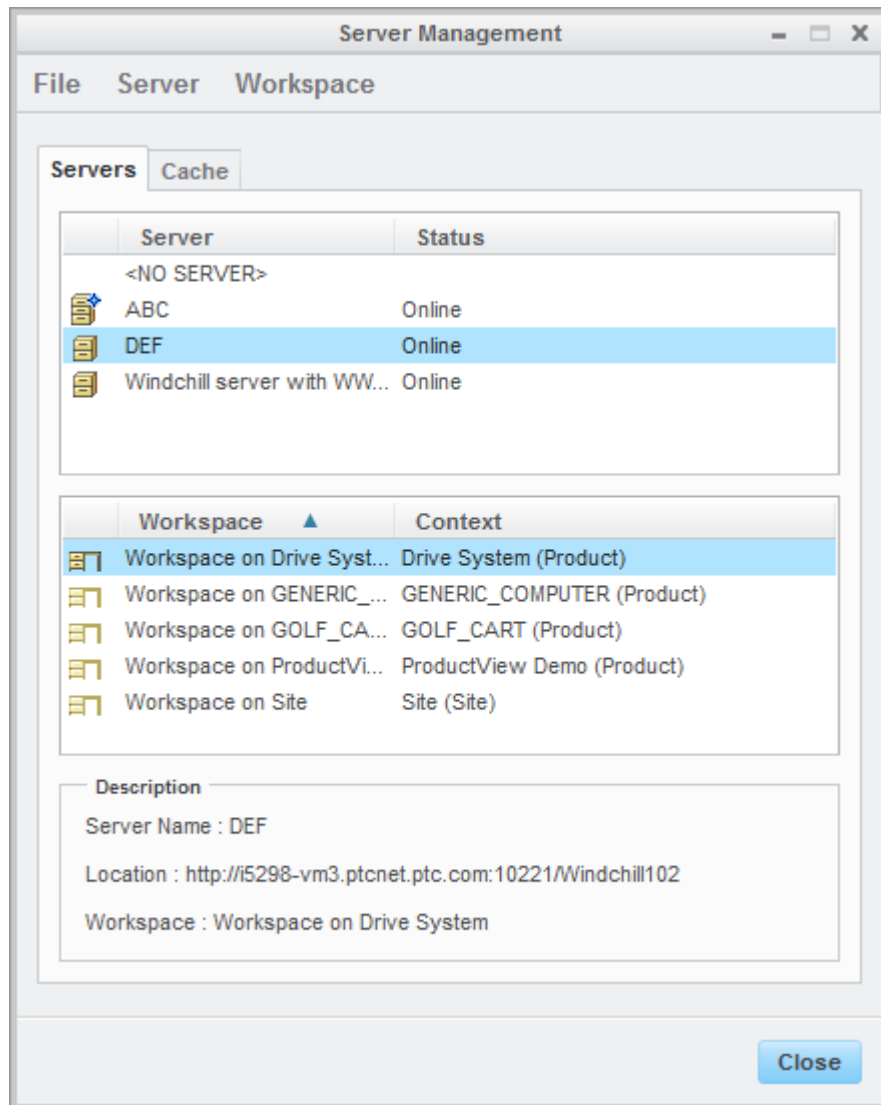 Server Management
File Server Workspace
Servers Cache
Server Status
<NO SERVER>
ABC Online
DEF Online
Windchill server with WW... Online
Workspace Context
Workspace on Drive Syst... Drive System (Product)
Workspace on GENERIC_... GENERIC_COMPUTER (Product)
Workspace on GOLF_CA... GOLF_CART (Product)
Workspace on ProductVi... ProductView Demo (Product)
Workspace on Site Site (Site)
Description
Server Name : DEF
Location : http://i5298-vm3.ptcnet.ptc.com:10221/Windchill102
Workspace : Workspace on Drive System
Close